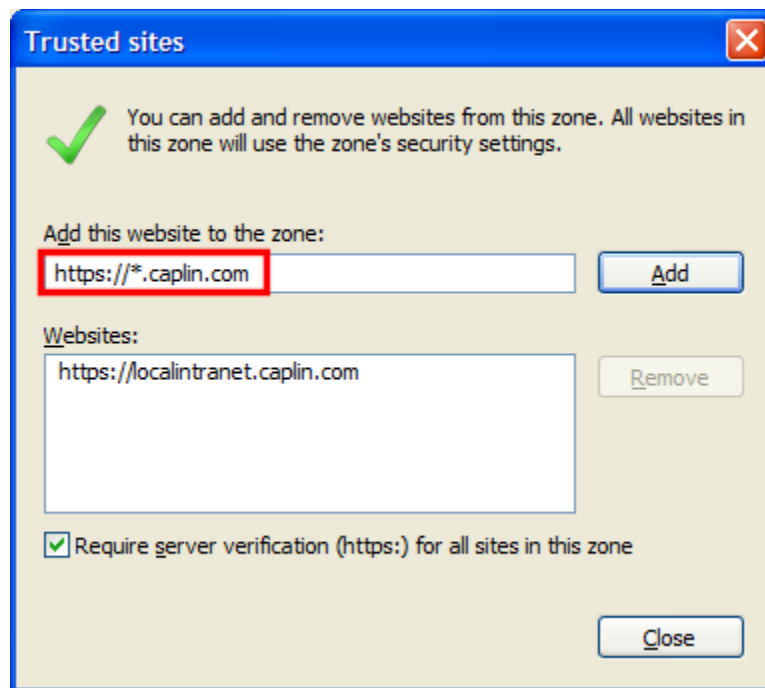 Trusted sites
You can add and remove websites from this zone. All websites in
this zone will use the zone's security settings.
Add this website to the zone:
https://*.caplin.com
Add
Websites:
https://localintranet.caplin.com
Remove
Require server verification (https:) for all sites in this zone
Close